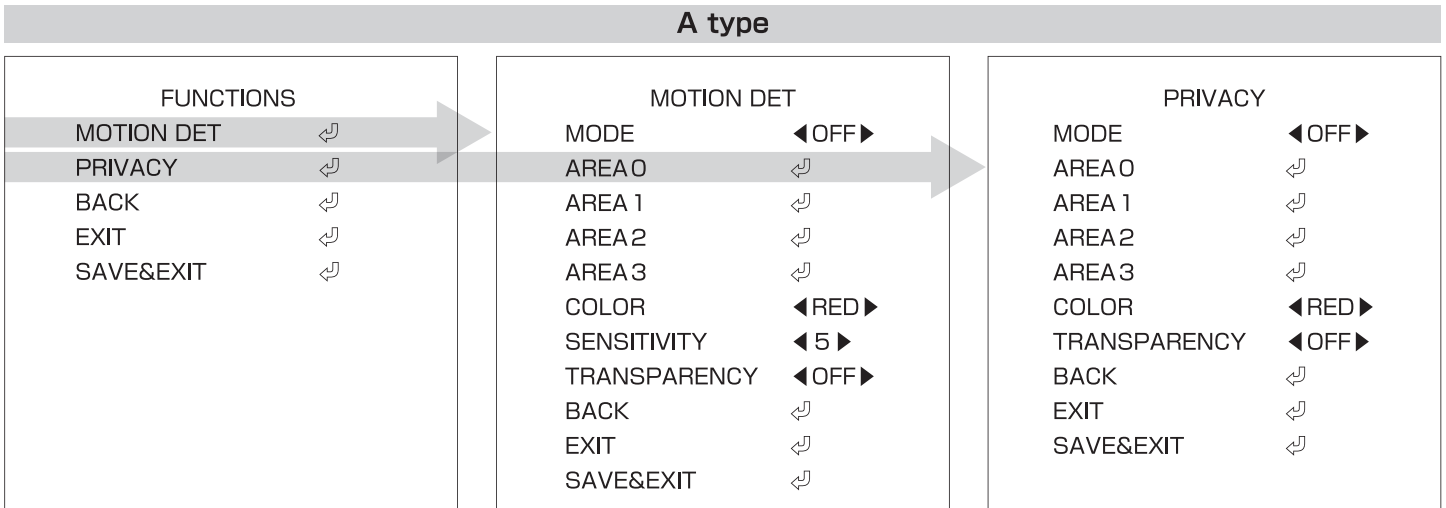 A type
FUNCTIONS
MOTION DET
PRIVACY
BACK
EXIT
SAVE&EXIT
MOTION DET
MODE ◀OFF▶
AREA0
AREA1
AREA2
AREA3
COLOR ◀RED▶
SENSITIVITY ◀5▶
TRANSPARENCY ◀OFF▶
BACK
EXIT
SAVE&EXIT
PRIVACY
MODE ◀OFF▶
AREA0
AREA1
AREA2
AREA3
COLOR ◀RED▶
TRANSPARENCY ◀OFF▶
BACK
EXIT
SAVE&EXIT